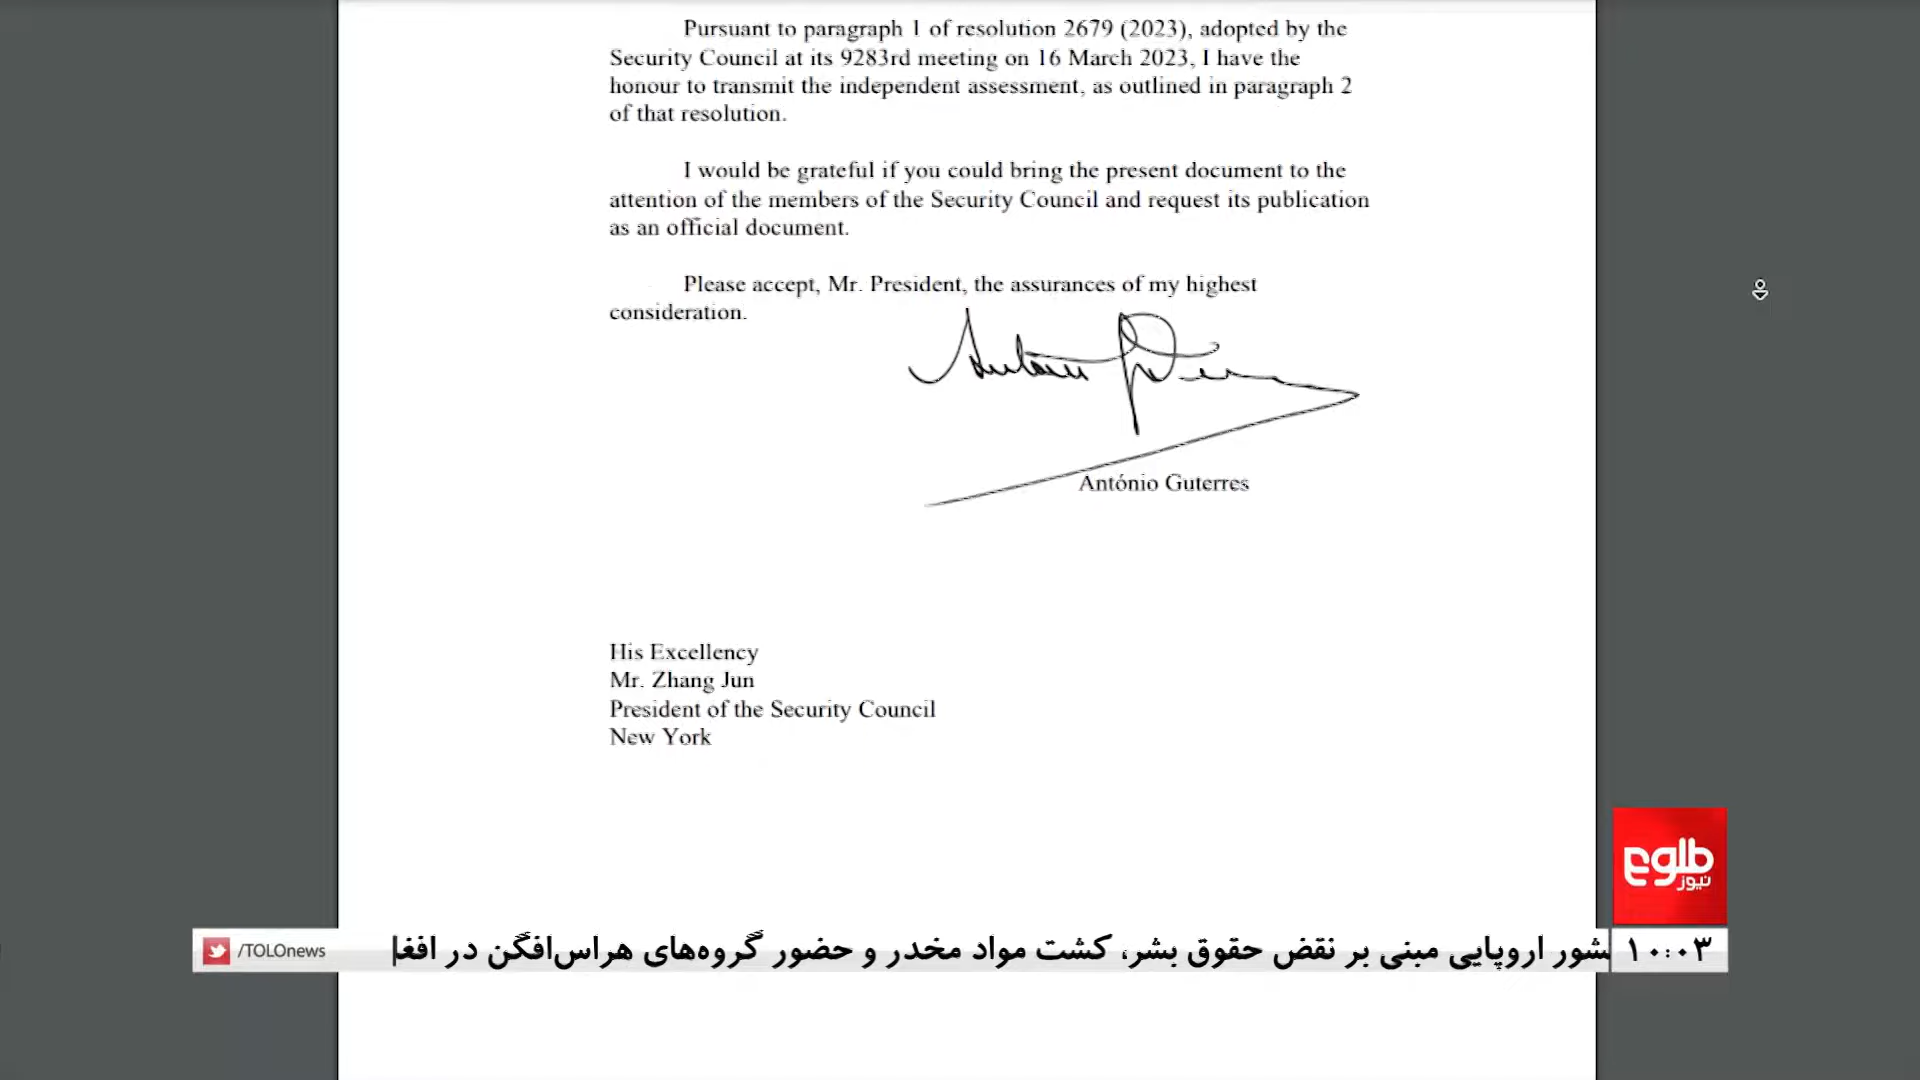 Pursuant to paragraph 1 of resolution 2679 (2023), adopted by the
Security Council at its 9283rd meeting on 16 March 2023, I have the
honour to transmit the independent assessment, as outlined in paragraph 2
of that resolution.
I would be grateful if you could bring the present document to the
attention of the members of the Security Council and request its publication
as an official document.
Please accept, Mr. President, the assurances of my highest
consideration.
António Guterres
His Excellency
Mr. Zhang Jun
President of the Security Council
New York
طلوع
نیوز
/TOLOnews
شور اروپایی مبنی بر نقض حقوق بشر، کشت مواد مخدر و حضور گروه‌های هراس‌افگن در افغا
۱۰:۰۳